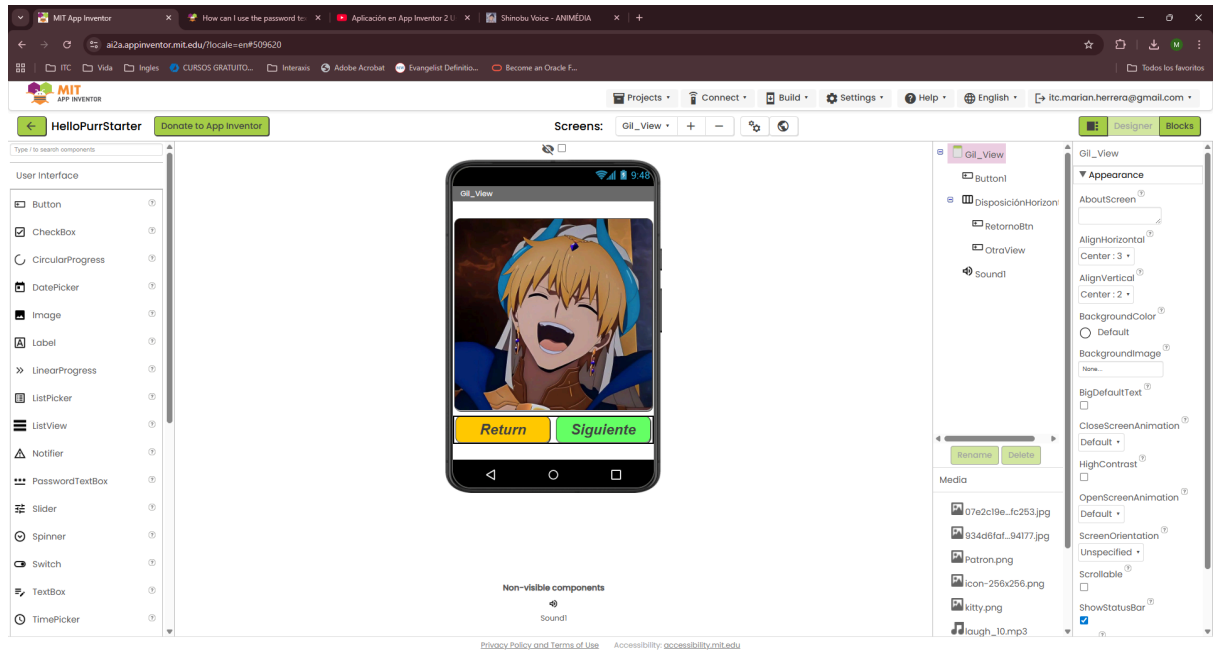 MIT App Inventor
How can I use the password te
Aplicación en App Inventor 2 U
Shinobu Voice - ANIMÉDIA
ai2a.appinventor.mit.edu/?locale=en#509620
M
ITC
Vida
Ingles
CURSOS GRATUITO...
Interaxis
Adobe Acrobat
Evangelist Definitio...
Become an Oracle F...
Todos los favoritos
MIT
APP INVENTOR
Projects
Connect
Build
Settings
Help
English
itc.marian.herrera@gmail.com
HelloPurrStarter
Donate to App Inventor
Screens:
Gil_View
Designer
Blocks
Type / to search components
User Interface
Button
CheckBox
CircularProgress
DatePicker
Image
Label
LinearProgress
ListPicker
ListView
Notifier
PasswordTextBox
Slider
Spinner
Switch
TextBox
TimePicker
9:48
Gil_View
Return
Siguiente
Non-visible components
Sound1
Gil_View
Button1
DisposiciónHorizon
RetornoBtn
OtraView
Sound1
Rename
Delete
Media
07e2c19e...fc253.jpg
934d6faf...94177.jpg
Patron.png
icon-256x256.png
kitty.png
laugh_10.mp3
Gil_View
Appearance
AboutScreen
AlignHorizontal
Center : 3
AlignVertical
Center : 2
BackgroundColor
Default
BackgroundImage
None...
BigDefaultText
CloseScreenAnimation
Default
HighContrast
OpenScreenAnimation
Default
ScreenOrientation
Unspecified
Scrollable
ShowStatusBar
Privacy Policy and Terms of Use
Accessibility: accessibility.mit.edu